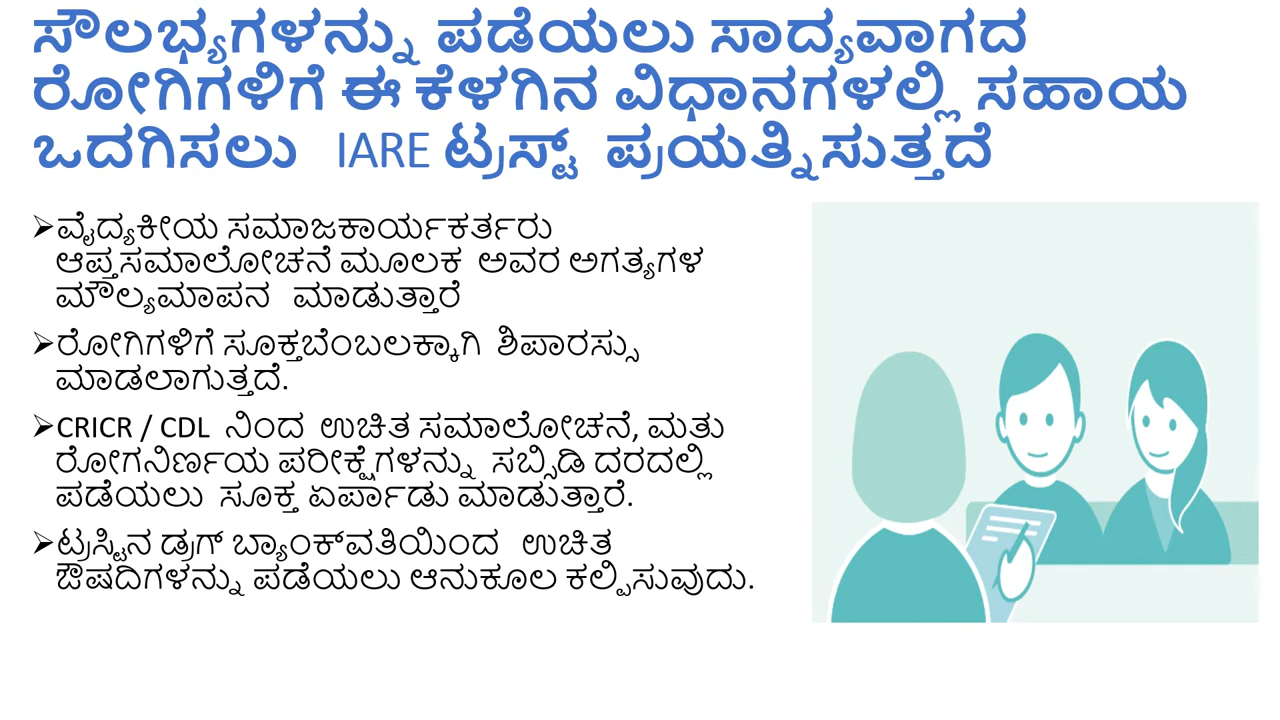 ಸೌಲಭ್ಯಗಳನ್ನು ಪಡೆಯಲು ಸಾದ್ಯವಾಗದ
ರೋಗಿಗಳಿಗೆ ಈ ಕೆಳಗಿನ ವಿಧಾನಗಳಲ್ಲಿ ಸಹಾಯ
ಒದಗಿಸಲು IARE ಟ್ರಸ್ಟ್ ಪ್ರಯತ್ನಿಸುತ್ತದೆ
➢ವೈದ್ಯಕೀಯ ಸಮಾಜಕಾರ್ಯಕರ್ತರು
ಆಪ್ತಸಮಾಲೋಚನೆ ಮೂಲಕ ಅವರ ಅಗತ್ಯಗಳ
ಮೌಲ್ಯಮಾಪನ ಮಾಡುತ್ತಾರೆ
➢ರೋಗಿಗಳಿಗೆ ಸೂಕ್ತಬೆಂಬಲಕ್ಕಾಗಿ ಶಿಪಾರಸ್ಸು
ಮಾಡಲಾಗುತ್ತದೆ.
➢CRICR / CDL ನಿಂದ ಉಚಿತ ಸಮಾಲೋಚನೆ, ಮತು
ರೋಗನಿರ್ಣಯ ಪರೀಕ್ಷೆಗಳನ್ನು ಸಬ್ಸಿಡಿ ದರದಲ್ಲಿ
ಪಡೆಯಲು ಸೂಕ್ತ ಏರ್ಪಾಡು ಮಾಡುತ್ತಾರೆ.
➢ಟ್ರಸ್ಟಿನ ಡ್ರಗ್ ಬ್ಯಾಂಕ್‌ವತಿಯಿಂದ ಉಚಿತ
ಔಷದಿಗಳನ್ನು ಪಡೆಯಲು ಆನುಕೂಲ ಕಲ್ಪಿಸುವುದು.